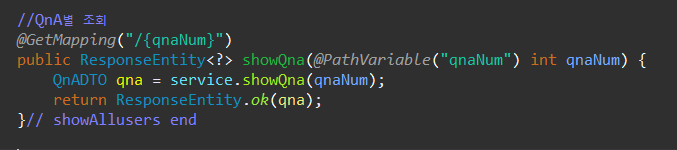 //QnA별 조회
@GetMapping("/{qnaNum}")
public ResponseEntity<?> showQna(@PathVariable("qnaNum") int qnaNum) {
    QnADTO qna = service.showQna(qnaNum);
    return ResponseEntity.ok(qna);
}// showAllusers end